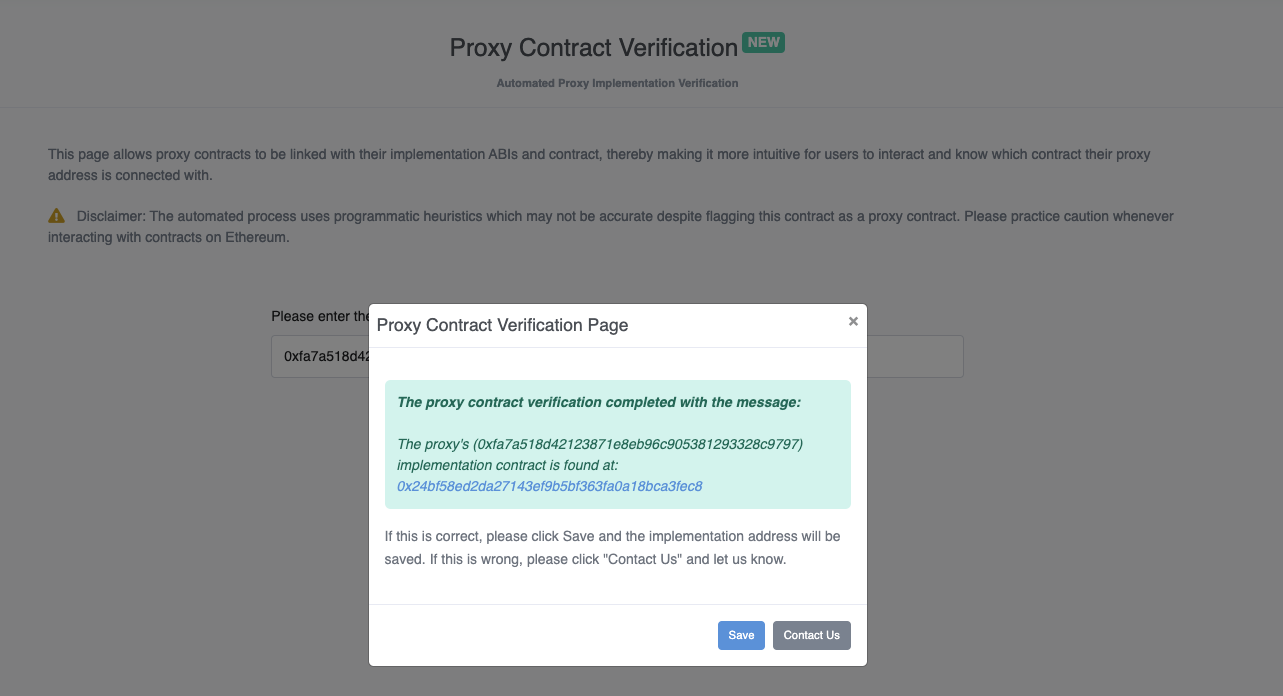 Proxy Contract Verification NEW
Automated Proxy Implementation Verification
This page allows proxy contracts to be linked with their implementation ABIs and contract, thereby making it more intuitive for users to interact and know which contract their proxy
address is connected with.
Disclaimer: The automated process uses programmatic heuristics which may not be accurate despite flagging this contract as a proxy contract. Please practice caution whenever
interacting with contracts on Ethereum.
Please enter the
0xfa7a518d42
Proxy Contract Verification Page ×
The proxy contract verification completed with the message:
The proxy's (0xfa7a518d42123871e8eb96c905381293328c9797)
implementation contract is found at:
0x24bf58ed2da27143ef9b5bf363fa0a18bca3fec8
If this is correct, please click Save and the implementation address will be
saved. If this is wrong, please click "Contact Us" and let us know.
Save Contact Us